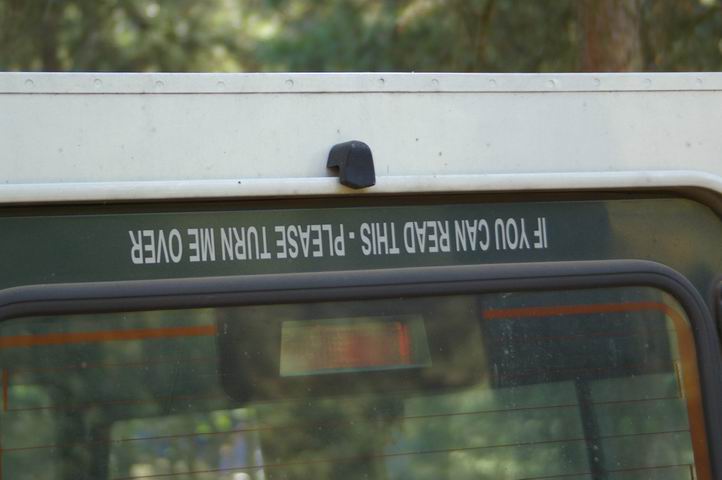 IF YOU CAN READ THIS - PLEASE TURN ME OVER